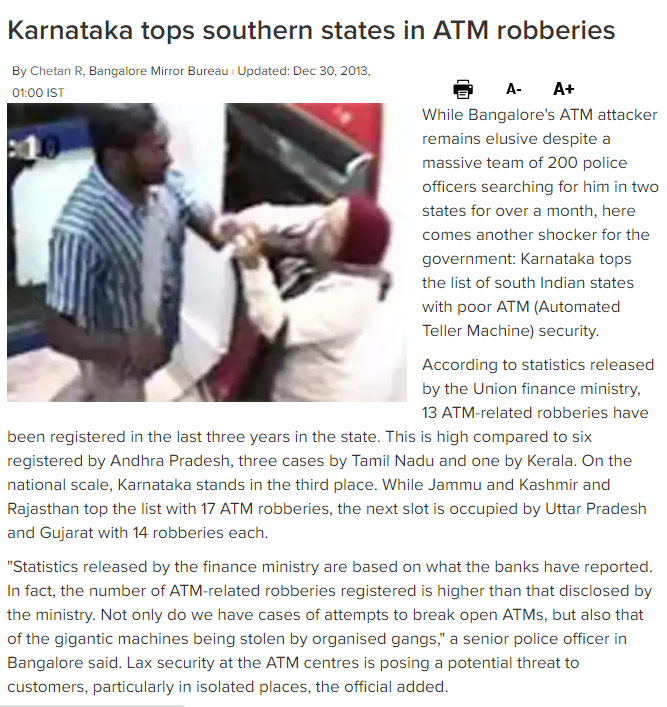 Karnataka tops southern states in ATM robberies
By Chetan R, Bangalore Mirror Bureau | Updated: Dec 30, 2013,
01:00 IST
A- A+
While Bangalore's ATM attacker
remains elusive despite a
massive team of 200 police
officers searching for him in two
states for over a month, here
comes another shocker for the
government: Karnataka tops
the list of south Indian states
with poor ATM (Automated
Teller Machine) security.
According to statistics released
by the Union finance ministry,
13 ATM-related robberies have
been registered in the last three years in the state. This is high compared to six
registered by Andhra Pradesh, three cases by Tamil Nadu and one by Kerala. On the
national scale, Karnataka stands in the third place. While Jammu and Kashmir and
Rajasthan top the list with 17 ATM robberies, the next slot is occupied by Uttar Pradesh
and Gujarat with 14 robberies each.
"Statistics released by the finance ministry are based on what the banks have reported.
In fact, the number of ATM-related robberies registered is higher than that disclosed by
the ministry. Not only do we have cases of attempts to break open ATMs, but also that
of the gigantic machines being stolen by organised gangs," a senior police officer in
Bangalore said. Lax security at the ATM centres is posing a potential threat to
customers, particularly in isolated places, the official added.